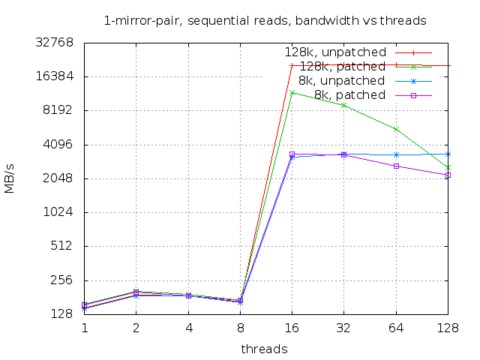 1-mirror-pair, sequential reads, bandwidth vs threads
32768
16384
8192
4096
2048
1024
512
256
128
MB/s
128k, unpatched
128k, patched
8k, unpatched
8k, patched
1 2 4 8 16 32 64 128
threads